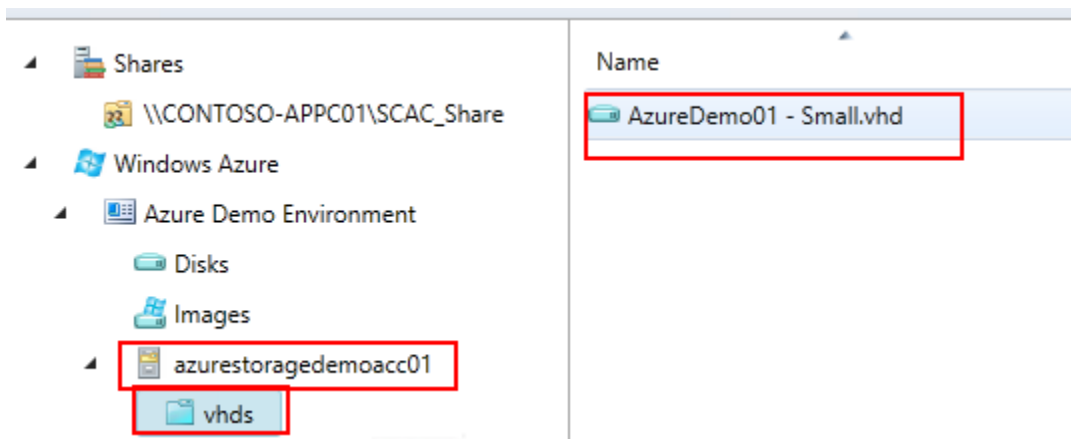 Shares
\\CONTOSO-APPC01\SCAC_Share
Windows Azure
Azure Demo Environment
Disks
Images
azurestoragedemoacc01
vhds
Name
AzureDemo01 - Small.vhd